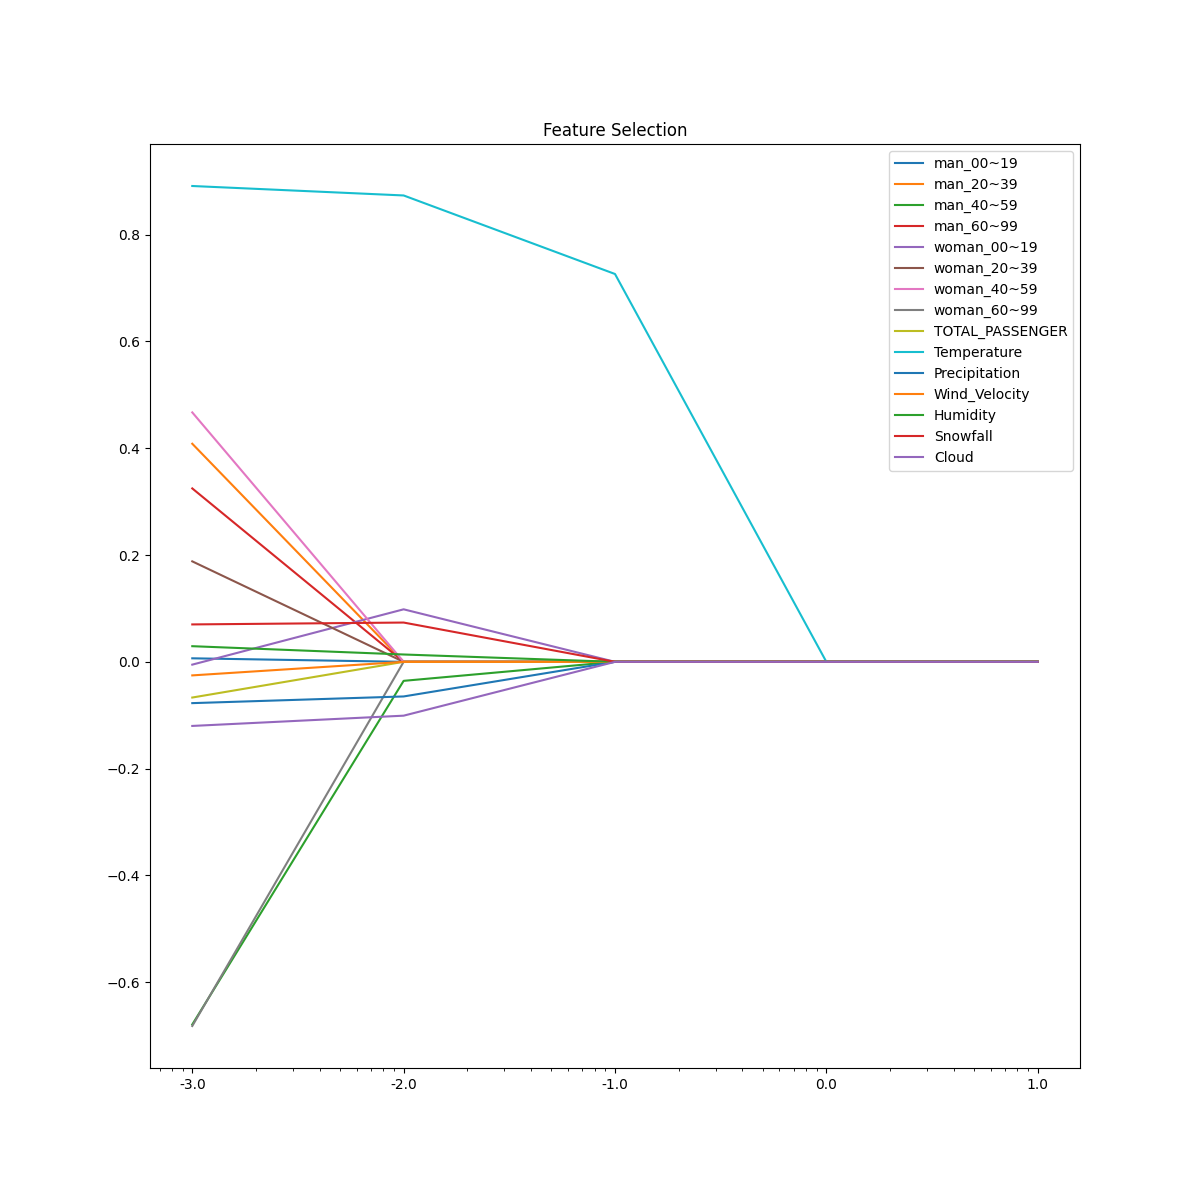 Feature Selection
man_00~19
man_20~39
man_40~59
man_60~99
woman_00~19
woman_20~39
woman_40~59
woman_60~99
TOTAL_PASSENGER
Temperature
Precipitation
Wind_Velocity
Humidity
Snowfall
Cloud
0.8
0.6
0.4
0.2
0.0
−0.2
−0.4
−0.6
-3.0 -2.0 -1.0 0.0 1.0